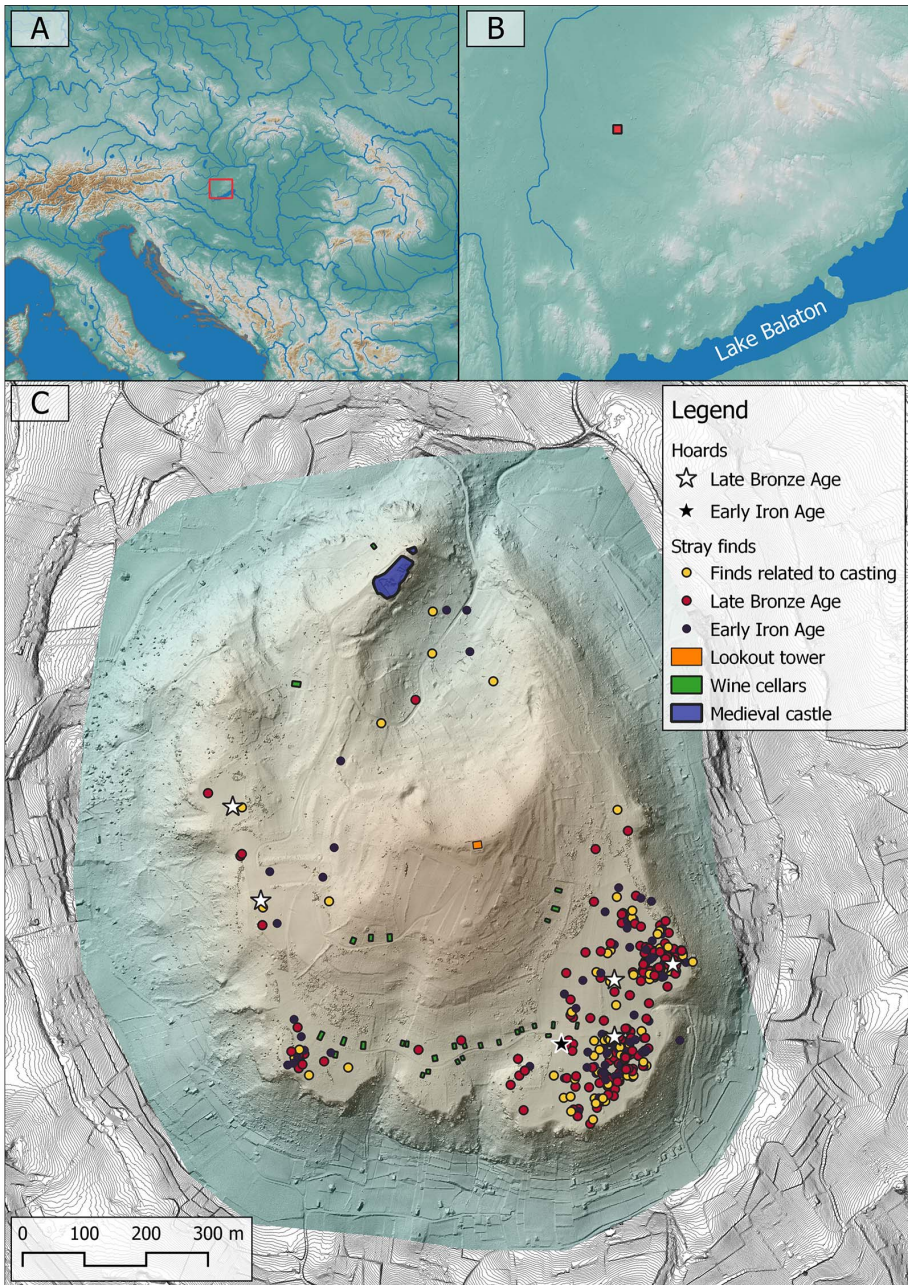 A
B
Lake Balaton
C
Legend
Hoards
Late Bronze Age
Early Iron Age
Stray finds
Finds related to casting
Late Bronze Age
Early Iron Age
Lookout tower
Wine cellars
Medieval castle
0 100 200 300 m